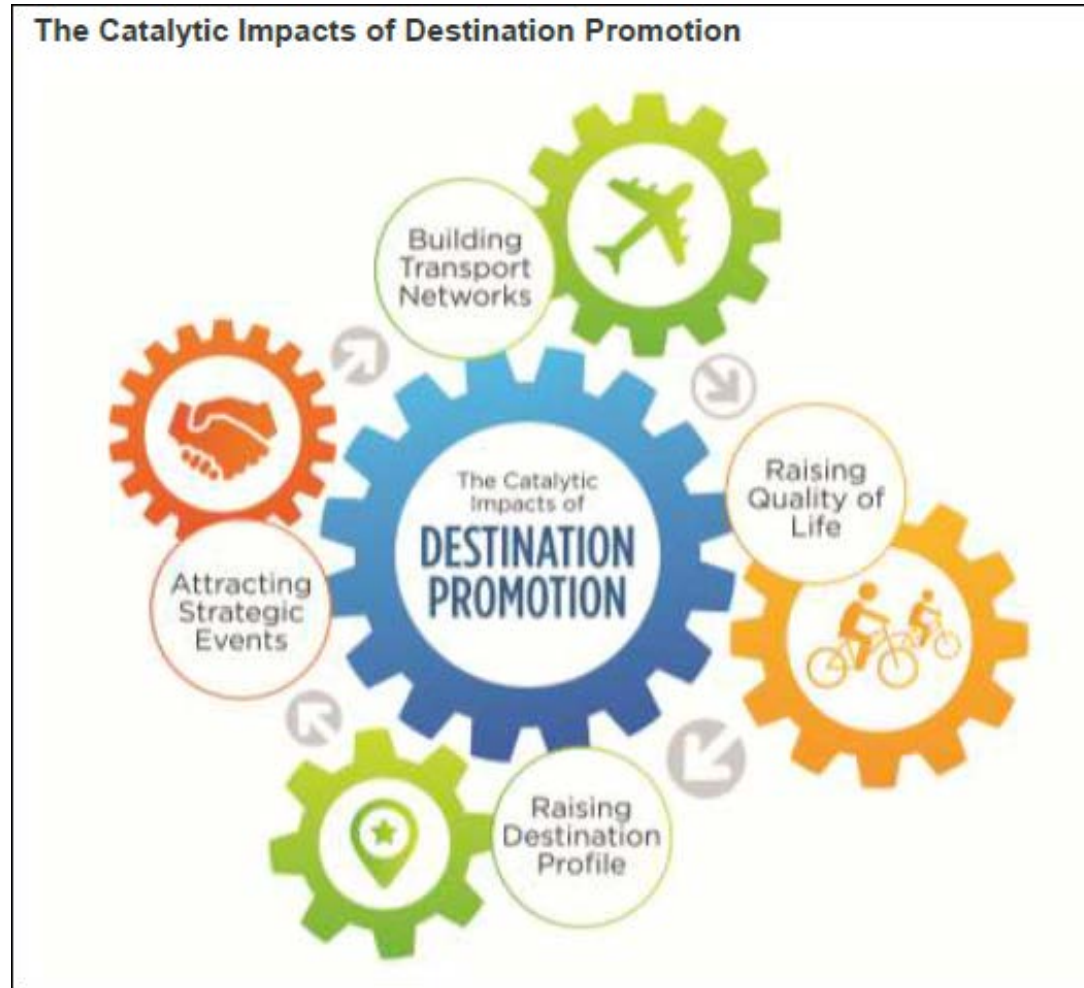 The Catalytic Impacts of Destination Promotion
Building
Transport
Networks
Raising
Quality of
Life
The Catalytic
Impacts of
DESTINATION
PROMOTION
Attracting
Strategic
Events
Raising
Destination
Profile